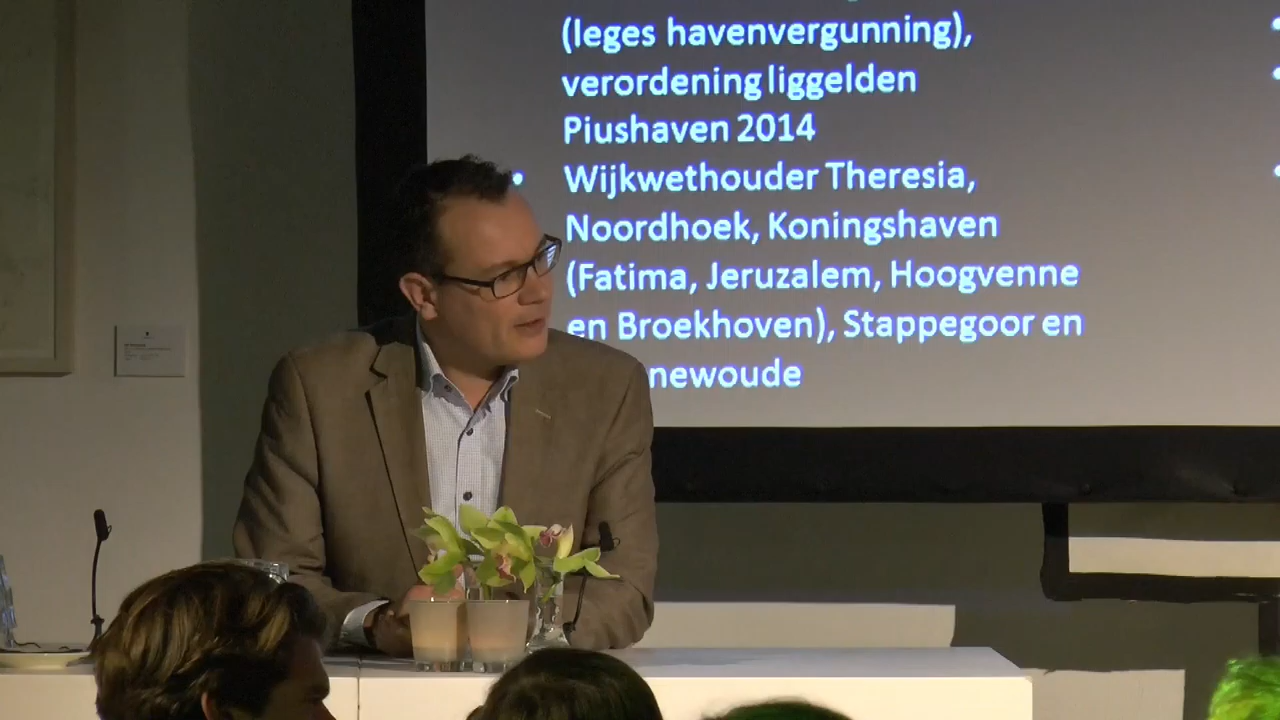 (leges havenvergunning),
verordening liggelden
Piushaven 2014
• Wijkwethouder Theresia,
Noordhoek, Koningshaven
(Fatima, Jeruzalem, Hoogvenne
en Broekhoven), Stappegoor en
newoude